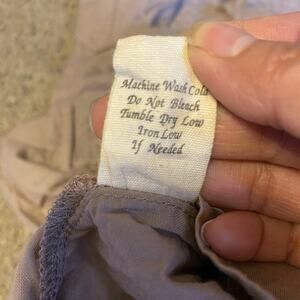 Machine Wash Cold
Do Not Bleach
Tumble Dry Low
Iron Low
If Needed